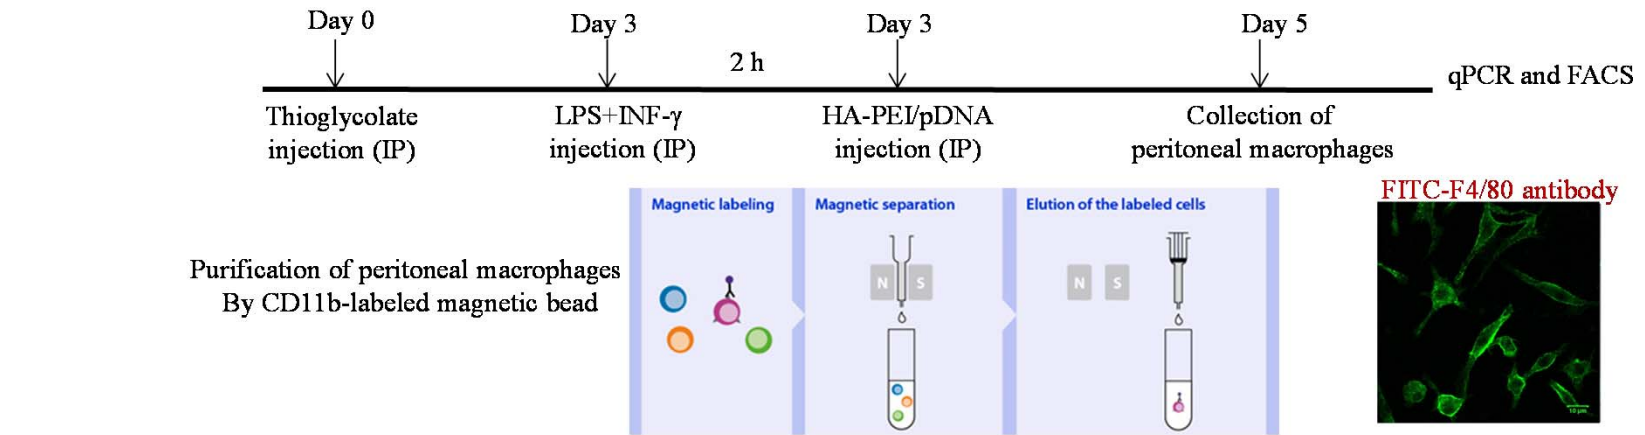 Day 0
Day 3
2 h
Day 3
Day 5
qPCR and FACS
Thioglycolate
injection (IP)
LPS+INF-γ
injection (IP)
HA-PEI/pDNA
injection (IP)
Collection of
peritoneal macrophages
Purification of peritoneal macrophages
By CD11b-labeled magnetic bead
Magnetic labeling
Magnetic separation
N S
Elution of the labeled cells
N S
FITC-F4/80 antibody
10 μm